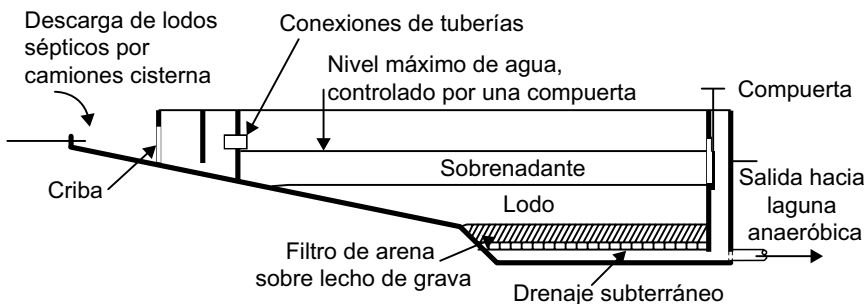 Descarga de lodos
sépticos por
camiones cisterna
Conexiones de tuberías
Nivel máximo de agua,
controlado por una compuerta
Compuerta
Sobrenadante
Criba
Lodo
Salida hacia
laguna
anaeróbica
Filtro de arena
sobre lecho de grava
Drenaje subterráneo